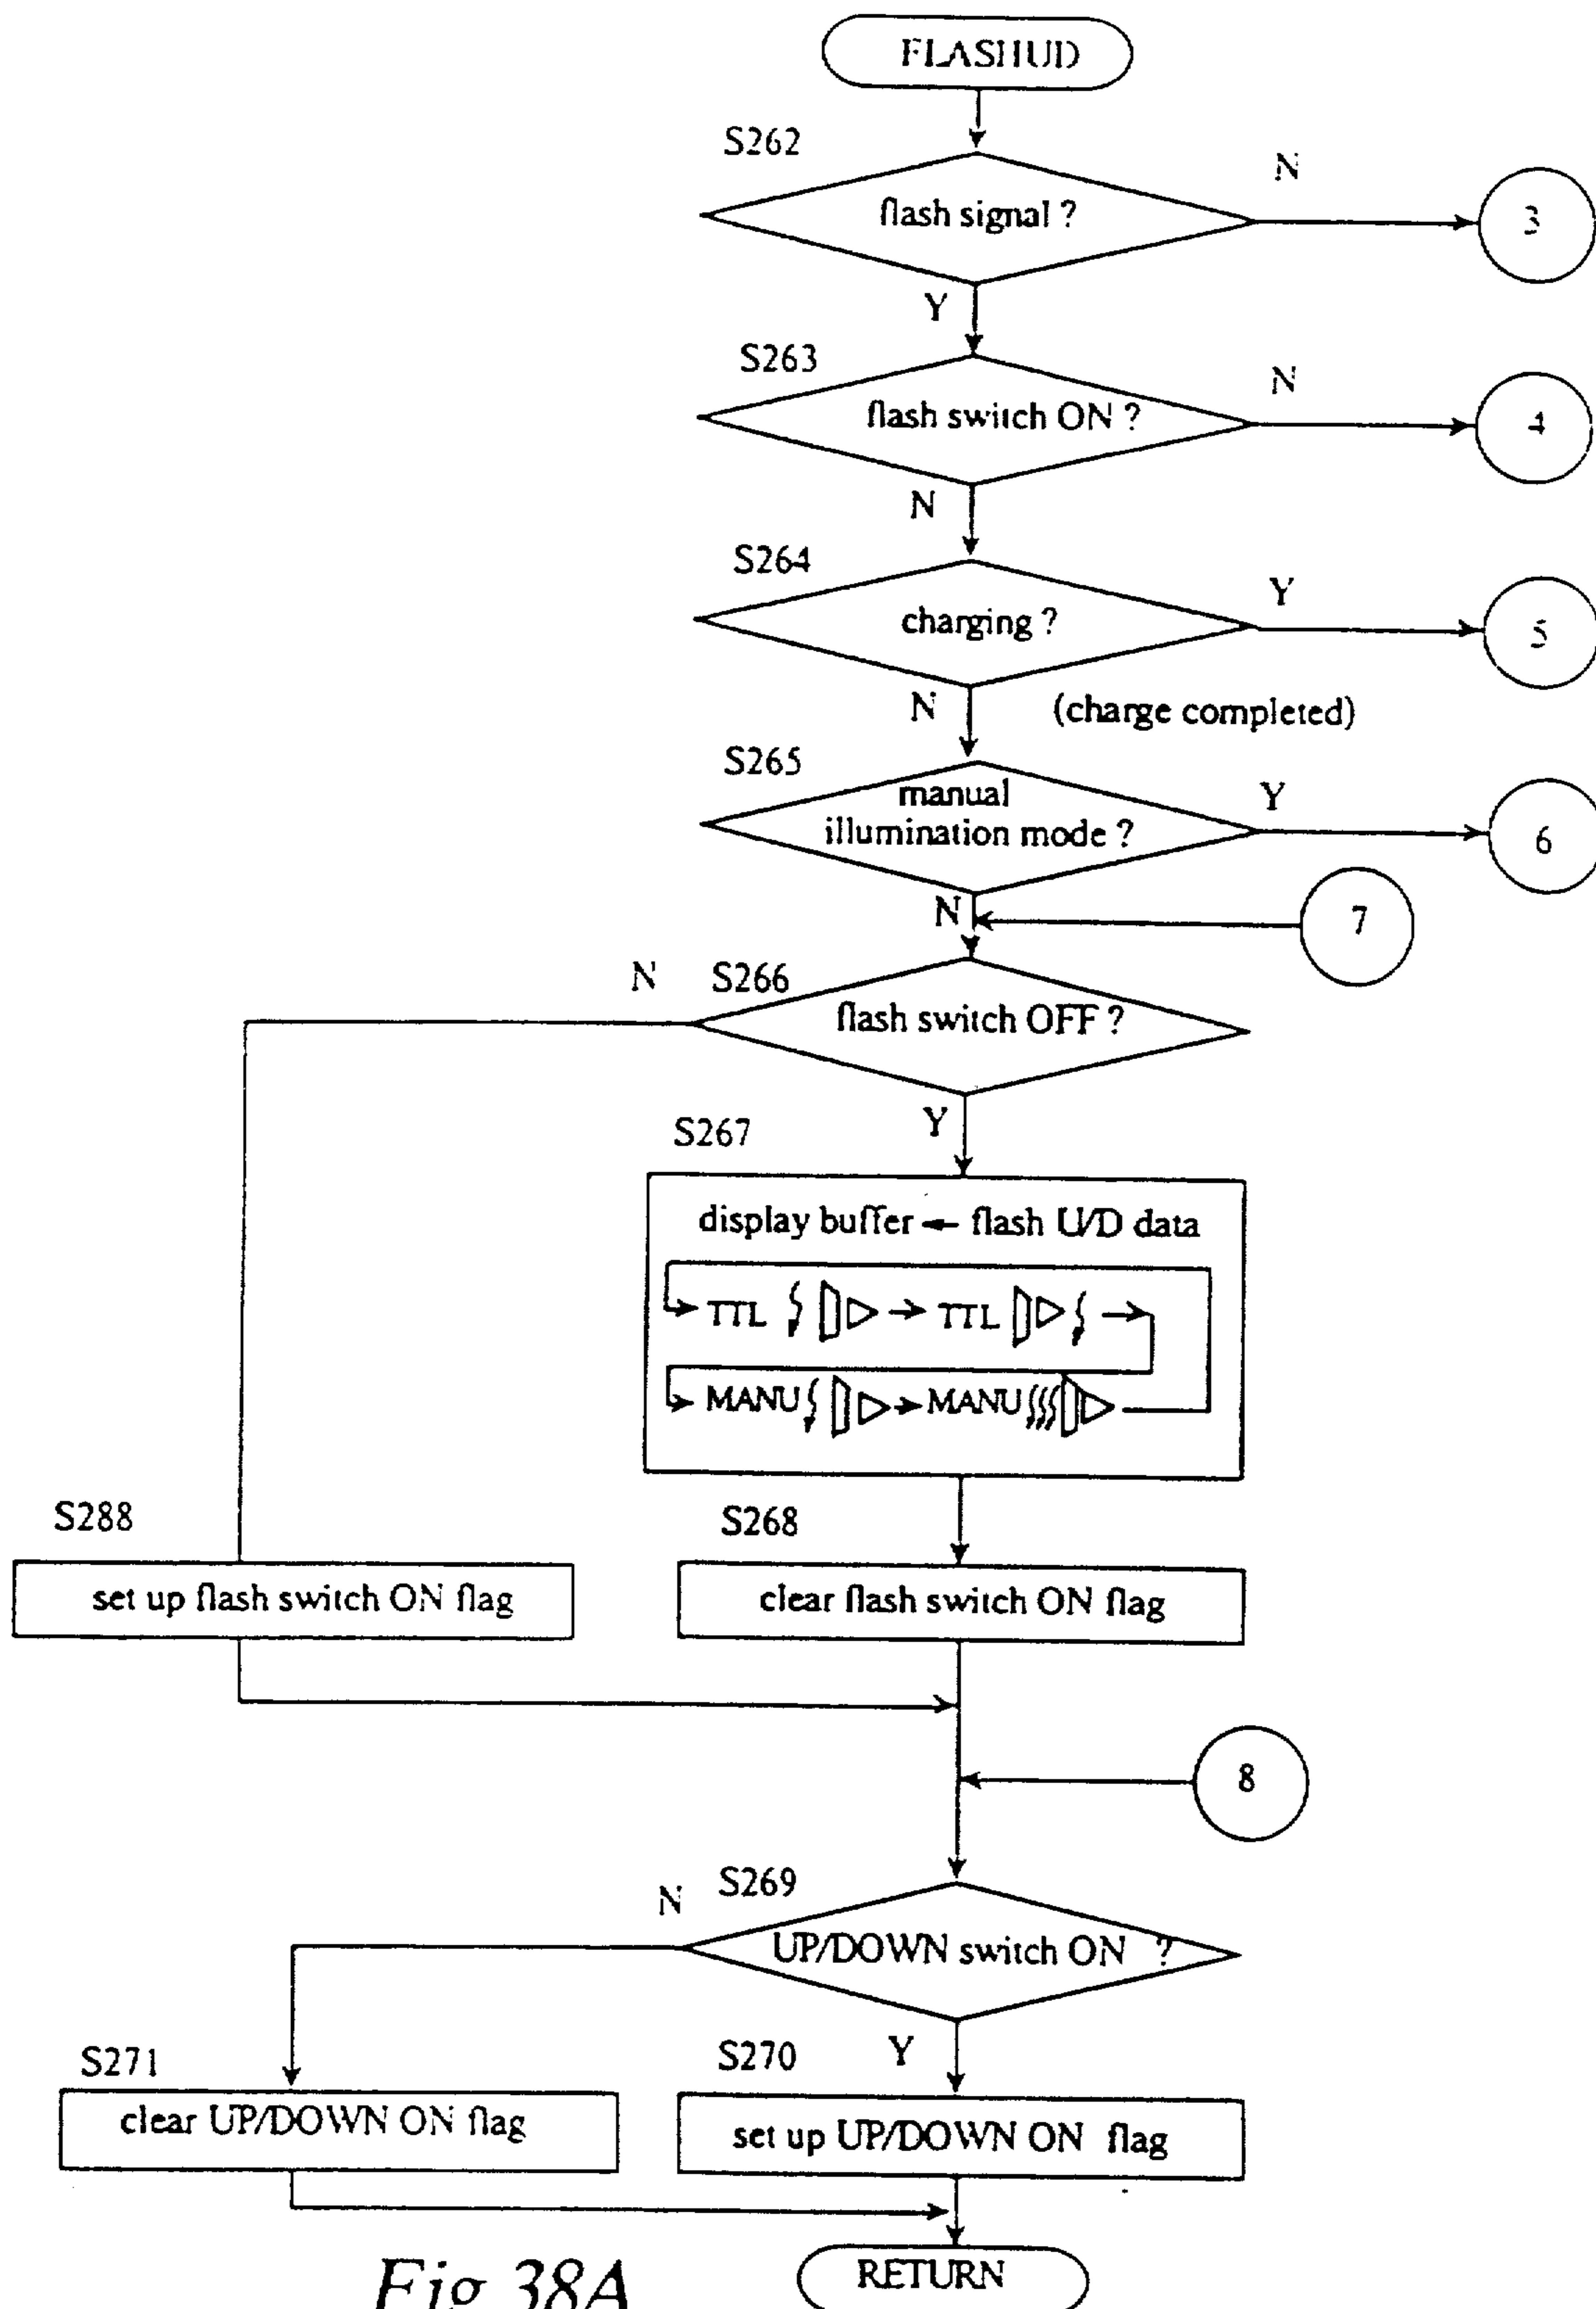 FLASHUD
S262
N
flash signal ?
3
Y
S263
N
flash switch ON ?
4
N
S264
Y
charging ?
5
N
(charge completed)
S265
Y
manual
illumination mode ?
6
N
7
N
S266
flash switch OFF ?
Y
S267
display buffer ← flash U/D data
TTL → TTL →
MANU → MANU
S288
S268
set up flash switch ON flag
clear flash switch ON flag
8
S269
N
UP/DOWN switch ON ?
S271
S270
Y
clear UP/DOWN ON flag
set up UP/DOWN ON flag
RETURN
Fig 38A